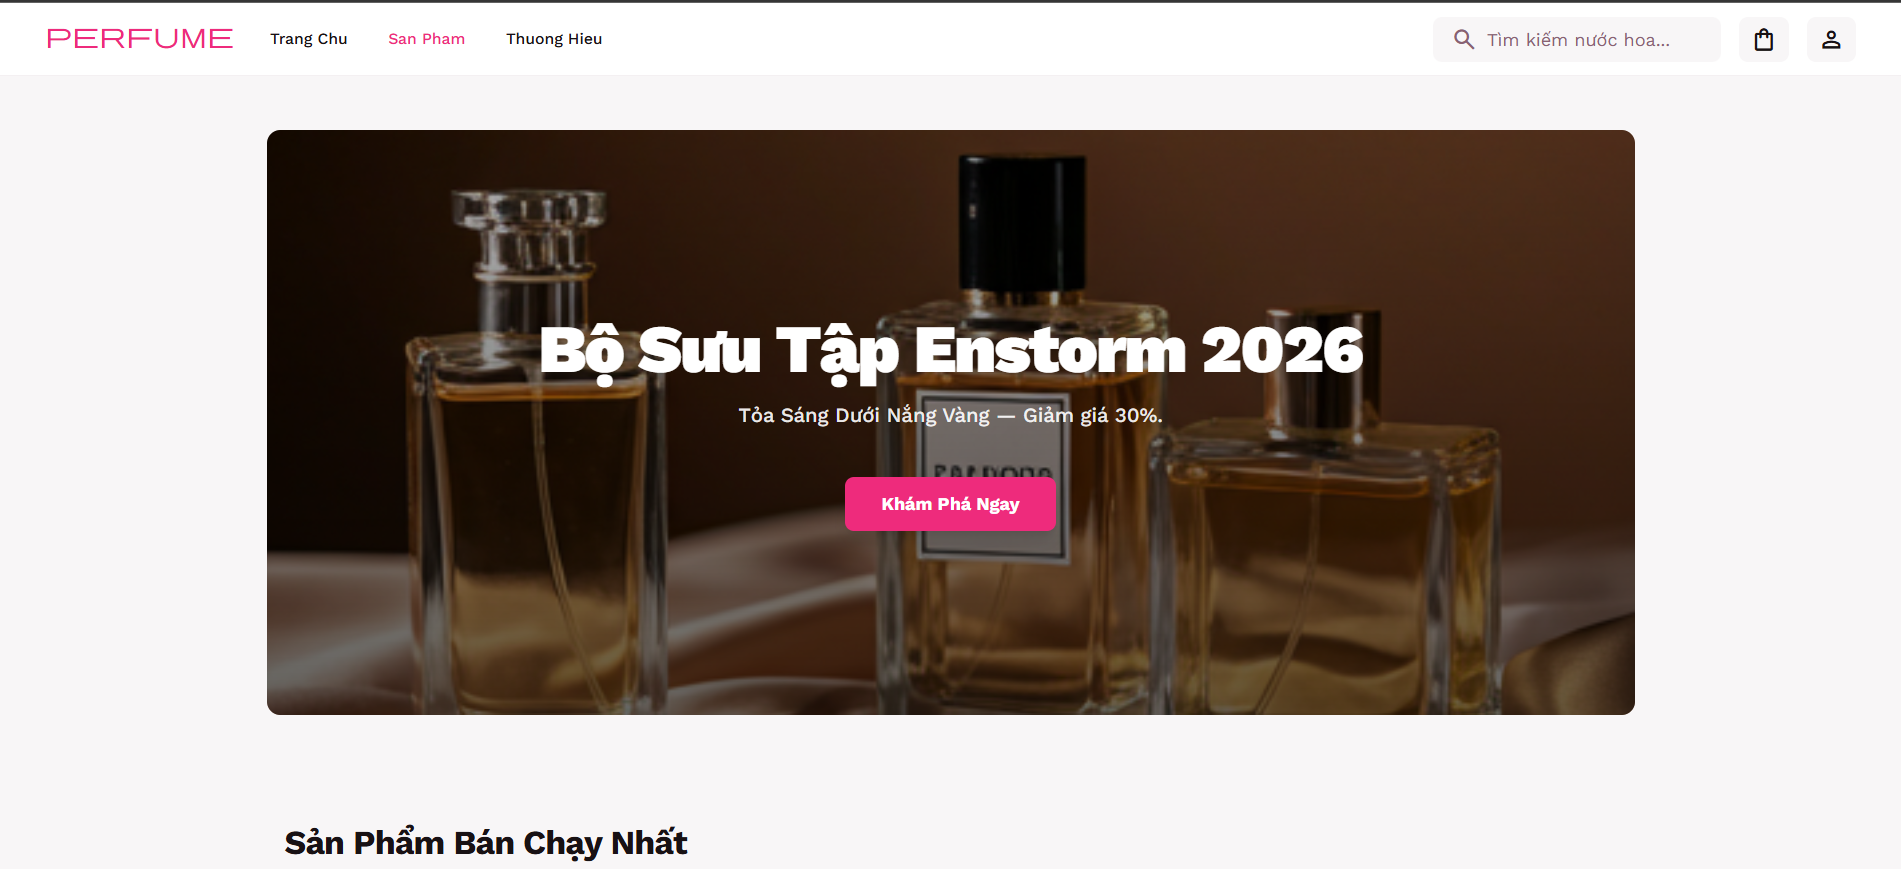 PERFUME
Trang Chu
San Pham
Thuong Hieu
Tìm kiếm nước hoa...
Bộ Sưu Tập Enstorm 2026
Tỏa Sáng Dưới Nắng Vàng — Giảm giá 30%.
Khám Phá Ngay
Sản Phẩm Bán Chạy Nhất